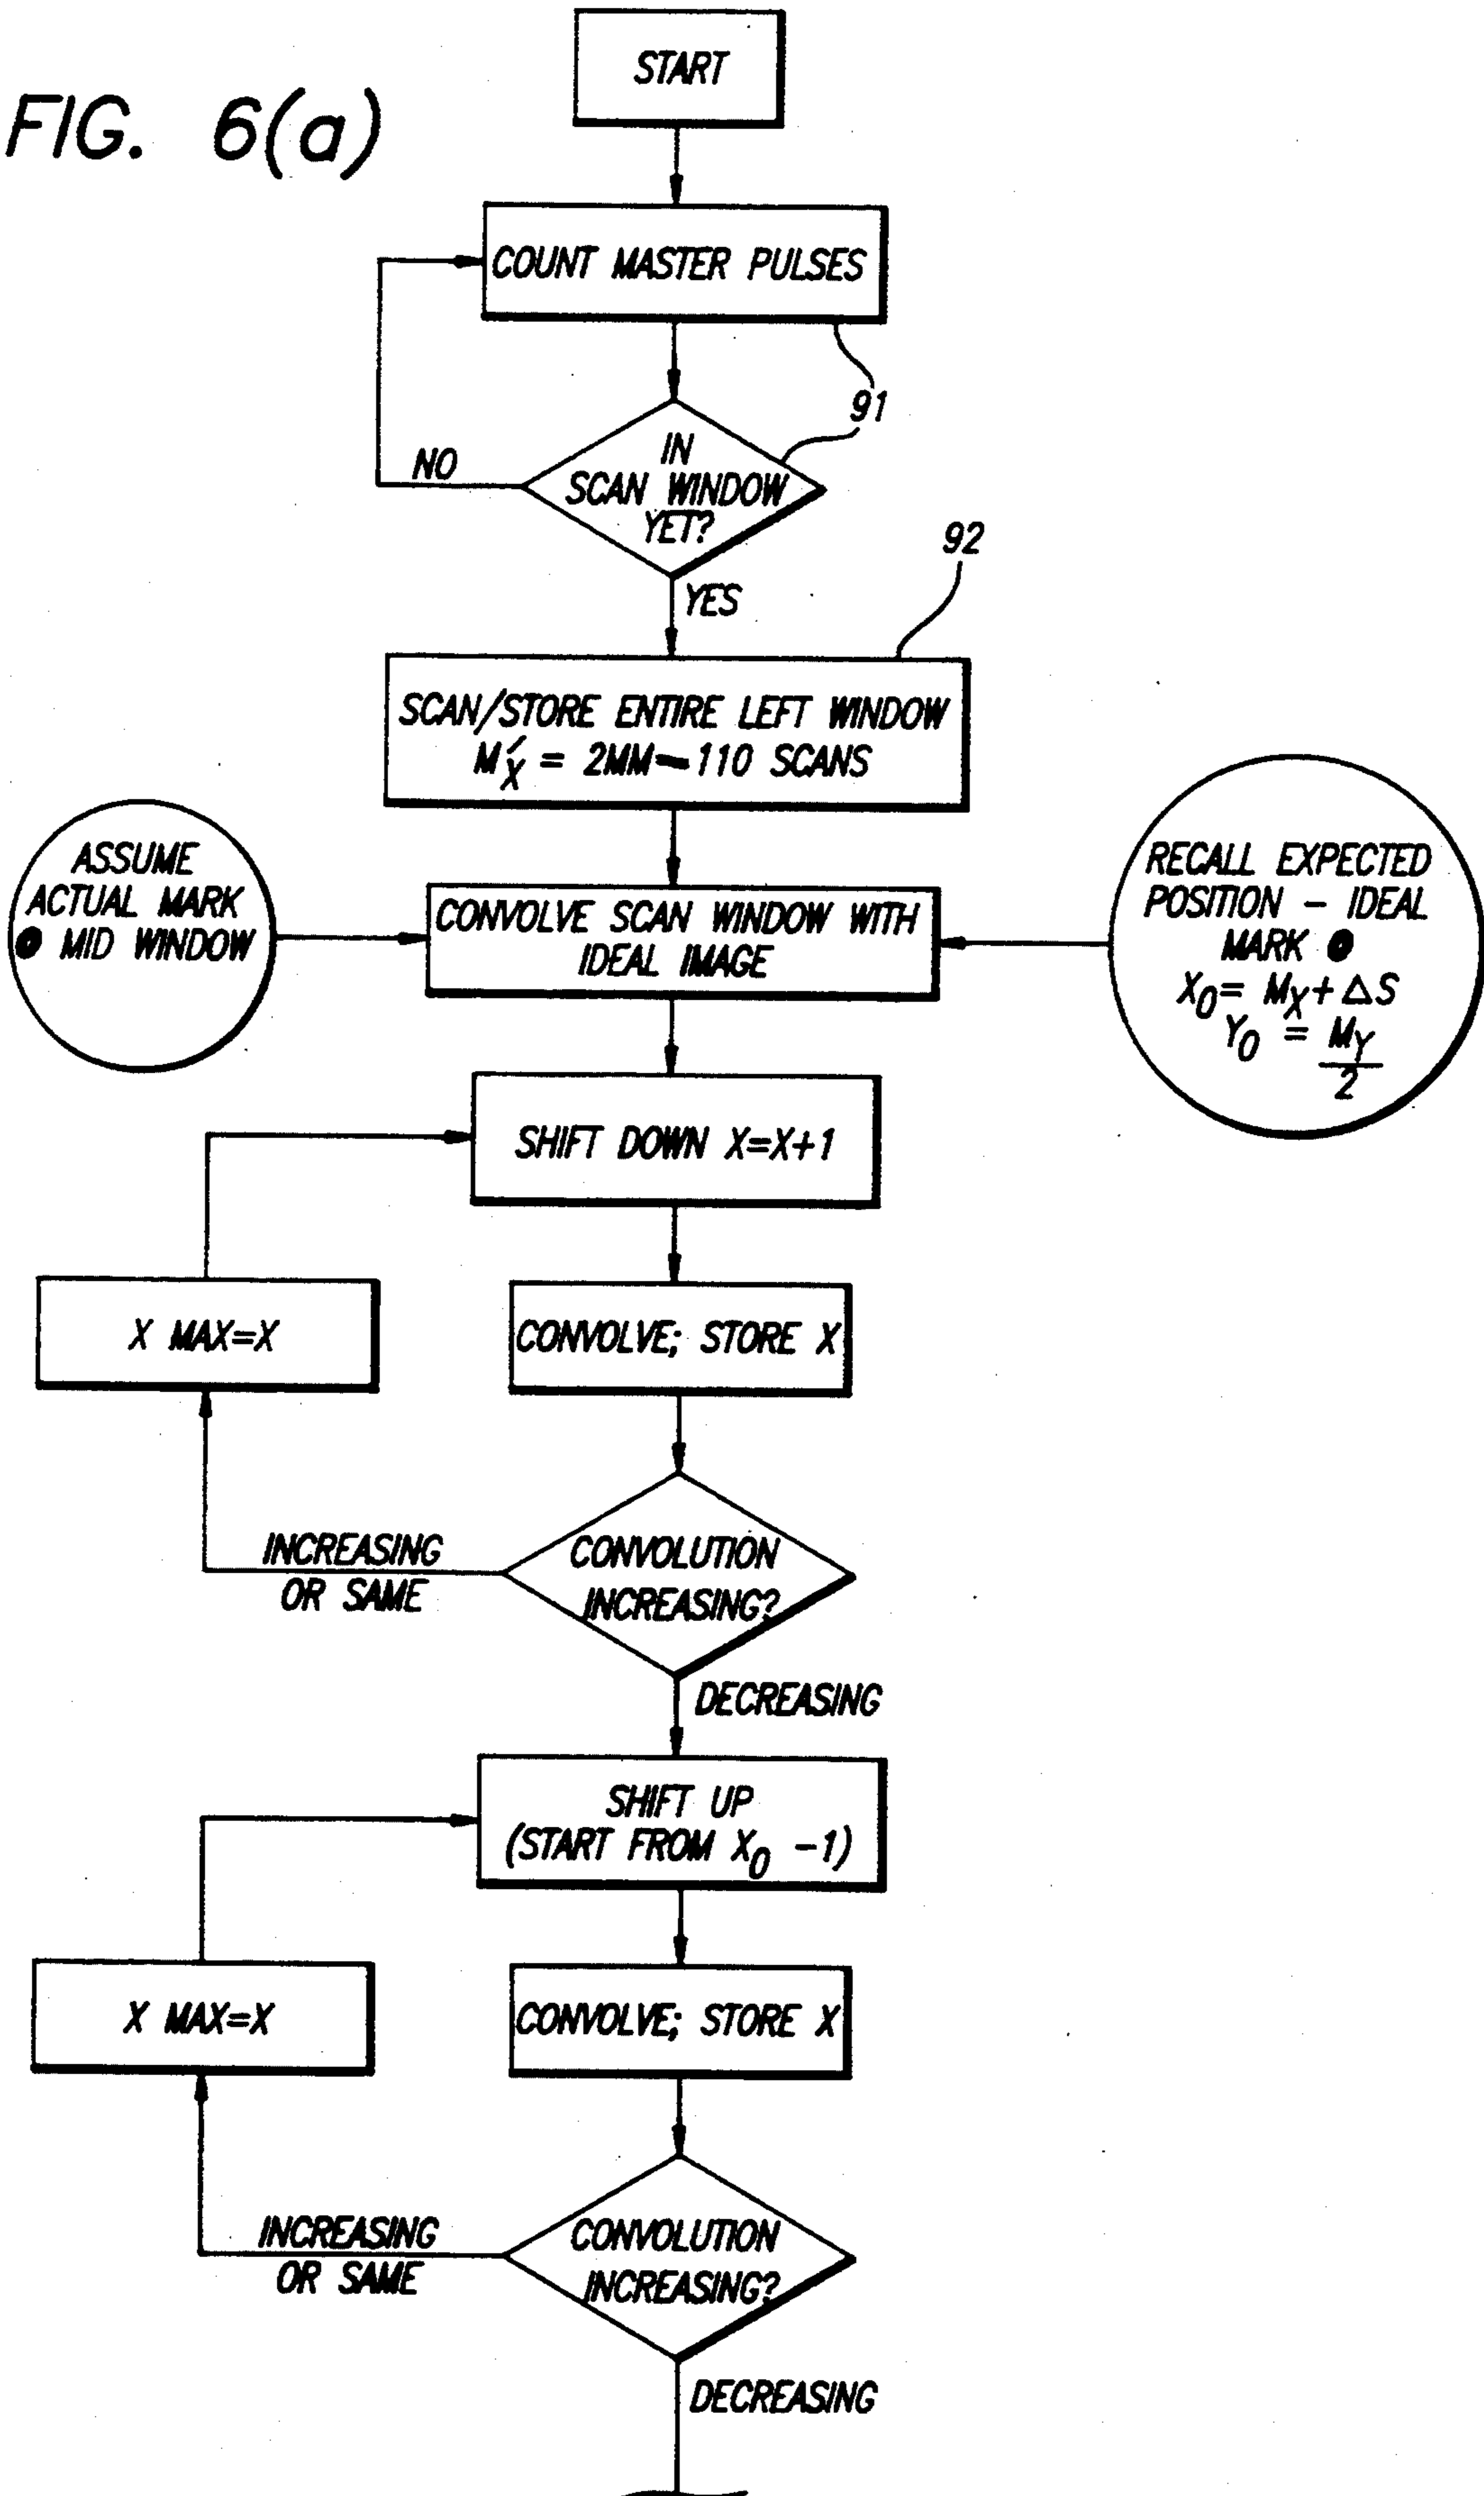 FIG. 6(a)
START
COUNT MASTER PULSES
91
IN
SCAN WINDOW
YET?
NO
YES
92
SCAN/STORE ENTIRE LEFT WINDOW
M'X = 2MM~110 SCANS
ASSUME
ACTUAL MARK
@ MID WINDOW
CONVOLVE SCAN WINDOW WITH
IDEAL IMAGE
RECALL EXPECTED
POSITION – IDEAL
MARK @
X0 = MX + ΔS
Y0 = MY
2
SHIFT DOWN X=X+1
X MAX=X
CONVOLVE; STORE X
INCREASING
OR SAME
CONVOLUTION
INCREASING?
DECREASING
SHIFT UP
(START FROM X0 -1)
X MAX=X
CONVOLVE; STORE X
INCREASING
OR SAME
CONVOLUTION
INCREASING?
DECREASING